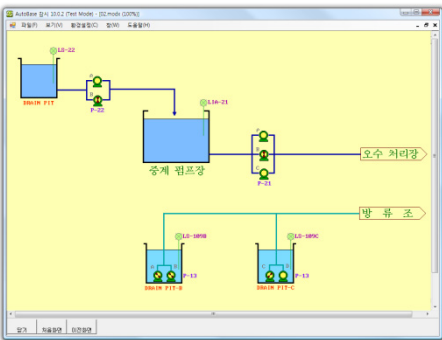 AutoBase 감시 10.0.2 (Test Mode) - [02.modx (100%)]
파일(F) 보기(V) 환경설정(C) 창(W) 도움말(H)
LS-22
A
B
DRAIN PIT
P-22
LIA-21
A
B
C
중계 펌프장
P-21
오수 처리장
방 류 조
LS-105B
A B
P-13
DRAIN PIT-B
LS-105C
C D
P-13
DRAIN PIT-C
닫기 처음화면 이전화면